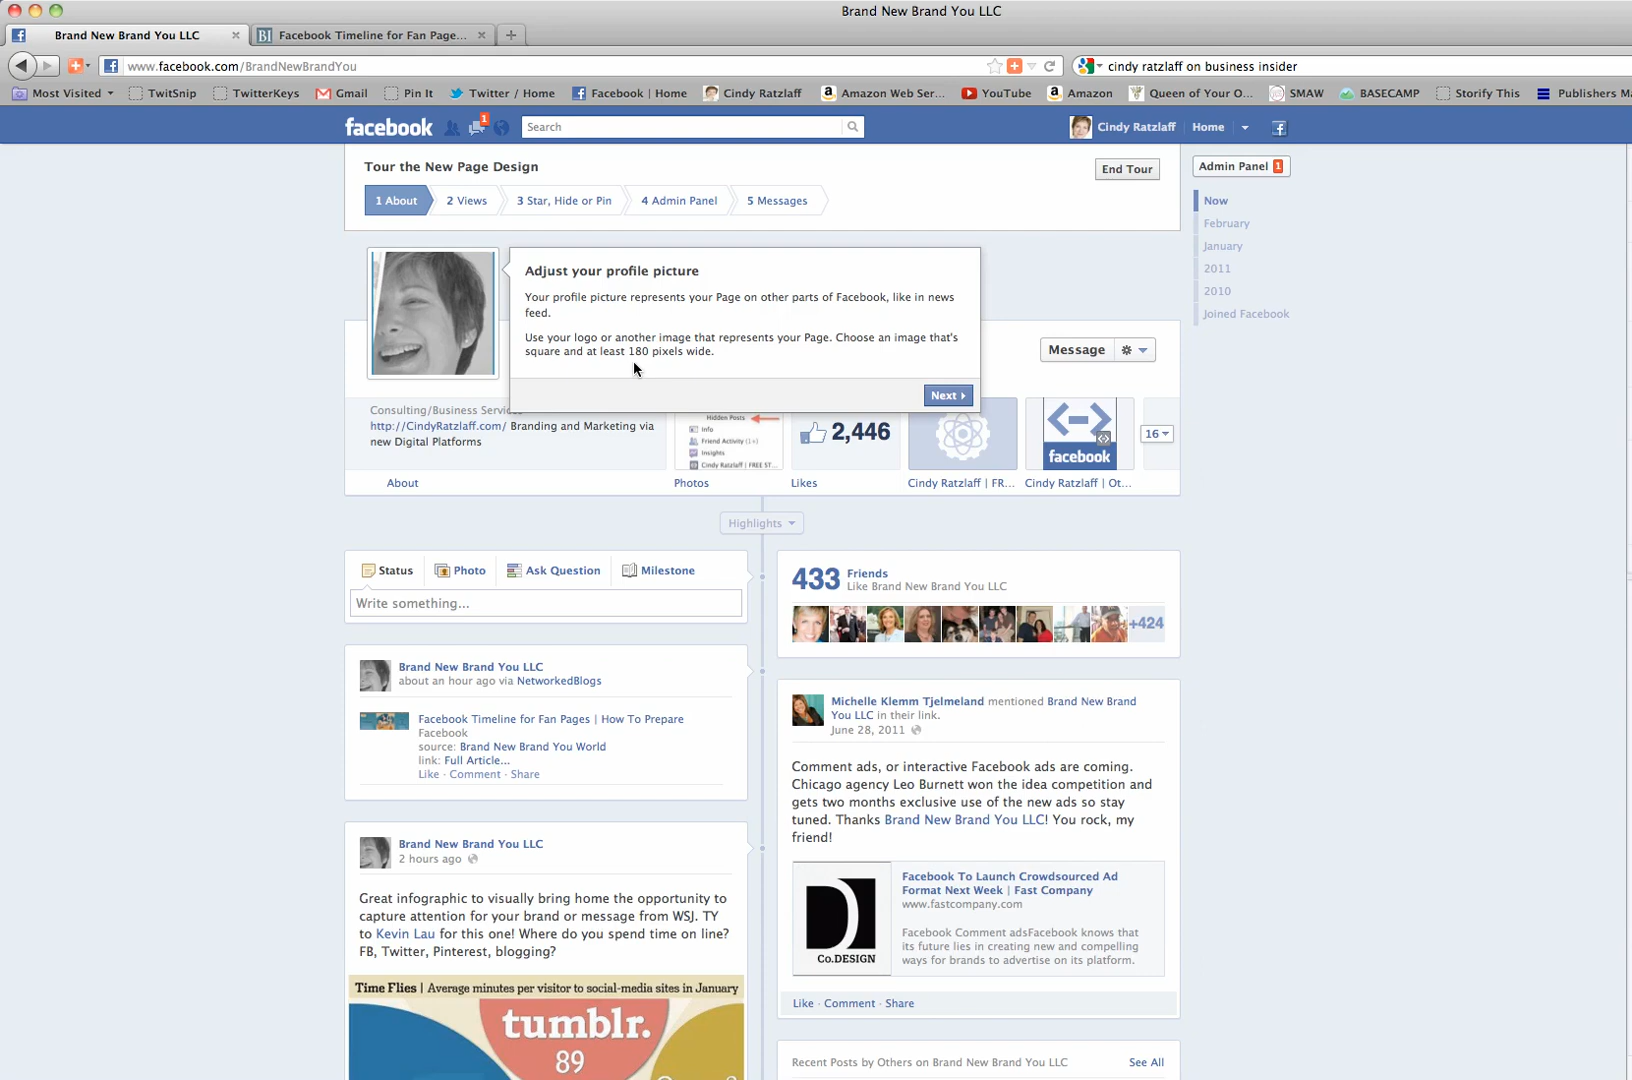 Brand New Brand You LLC
Brand New Brand You LLC
Facebook Timeline for Fan Page...
www.facebook.com/BrandNewBrandYou
cindy ratzlaff on business insider
Most Visited
TwitSnip
TwitterKeys
Gmail
Pin It
Twitter / Home
Facebook | Home
Cindy Ratzlaff
Amazon Web Ser...
YouTube
Amazon
Queen of Your O...
SMAW
BASECAMP
Storify This
Publishers Ma
facebook
1
Search
Cindy Ratzlaff
Home
Tour the New Page Design
End Tour
1 About
2 Views
3 Star, Hide or Pin
4 Admin Panel
5 Messages
Admin Panel 1
Now
February
January
2011
2010
Joined Facebook
Adjust your profile picture
Your profile picture represents your Page on other parts of Facebook, like in news
feed.
Use your logo or another image that represents your Page. Choose an image that's
square and at least 180 pixels wide.
Next
Message
Consulting/Business Service
http://CindyRatzlaff.com/ Branding and Marketing via
new Digital Platforms
About
Hidden Posts
Info
Friend Activity (1+)
Insights
Cindy Ratzlaff | FREE ST...
Photos
2,446
Likes
Cindy Ratzlaff | FR...
facebook
Cindy Ratzlaff | Ot...
16
Highlights
Status
Photo
Ask Question
Milestone
Write something...
433 Friends
Like Brand New Brand You LLC
+424
Brand New Brand You LLC
about an hour ago via NetworkedBlogs
Facebook Timeline for Fan Pages | How To Prepare
Facebook
source: Brand New Brand You World
link: Full Article...
Like · Comment · Share
Michelle Klemm Tjelmeland mentioned Brand New Brand
You LLC in their link.
June 28, 2011
Comment ads, or interactive Facebook ads are coming.
Chicago agency Leo Burnett won the idea competition and
gets two months exclusive use of the new ads so stay
tuned. Thanks Brand New Brand You LLC! You rock, my
friend!
Co.DESIGN
Facebook To Launch Crowdsourced Ad
Format Next Week | Fast Company
www.fastcompany.com
Facebook Comment adsFacebook knows that
its future lies in creating new and compelling
ways for brands to advertise on its platform.
Like · Comment · Share
Brand New Brand You LLC
2 hours ago
Great infographic to visually bring home the opportunity to
capture attention for your brand or message from WSJ. TY
to Kevin Lau for this one! Where do you spend time on line?
FB, Twitter, Pinterest, blogging?
Time Flies | Average minutes per visitor to social-media sites in January
tumblr.
89
Recent Posts by Others on Brand New Brand You LLC
See All